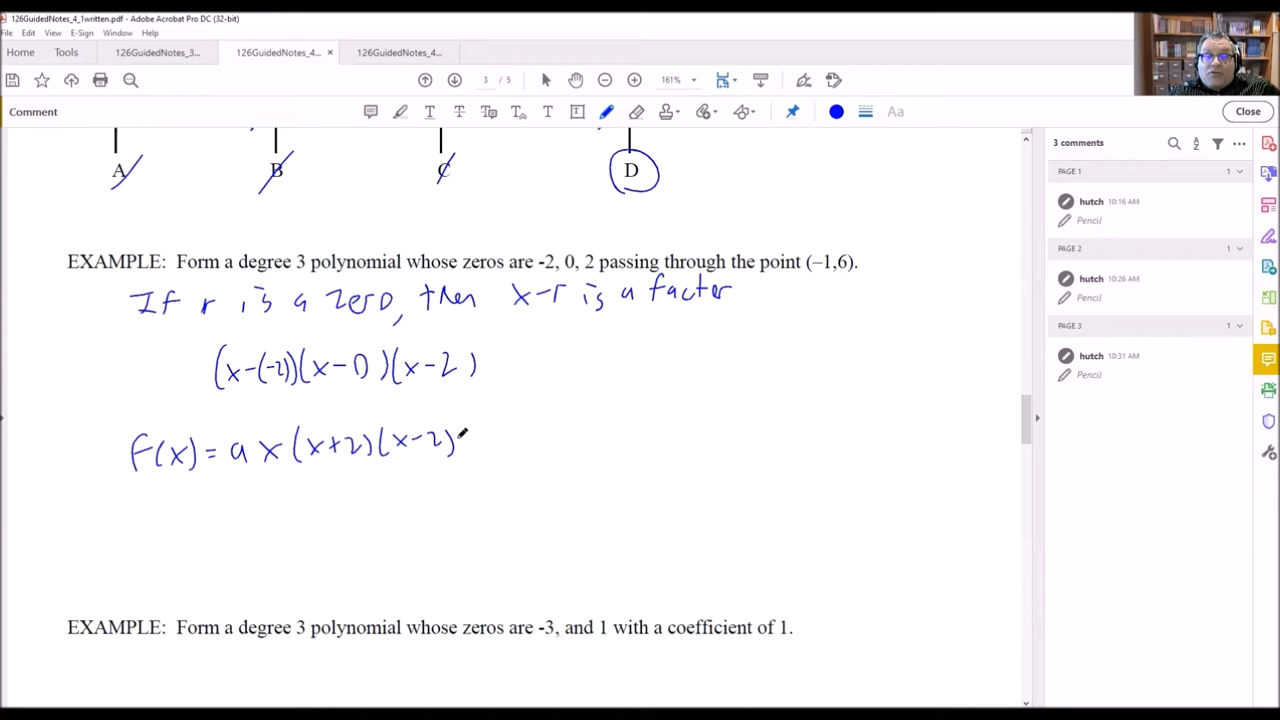 126GuidedNotes_4_1written.pdf - Adobe Acrobat Pro DC (32-bit)
File Edit View E-Sign Window Help
Home Tools 126GuidedNotes_3... 126GuidedNotes_4... × 126GuidedNotes_4...
3 / 5 161%
Comment Aa Close
3 comments
PAGE 1 1
hutch 10:16 AM
Pencil
PAGE 2 1
hutch 10:26 AM
Pencil
PAGE 3 1
hutch 10:31 AM
Pencil
A B C D
EXAMPLE: Form a degree 3 polynomial whose zeros are -2, 0, 2 passing through the point (–1,6).
If r is a zero, then x-r is a factor
(x-(-2))(x-0)(x-2)
f(x)= a x (x+2)(x-2)
EXAMPLE: Form a degree 3 polynomial whose zeros are -3, and 1 with a coefficient of 1.